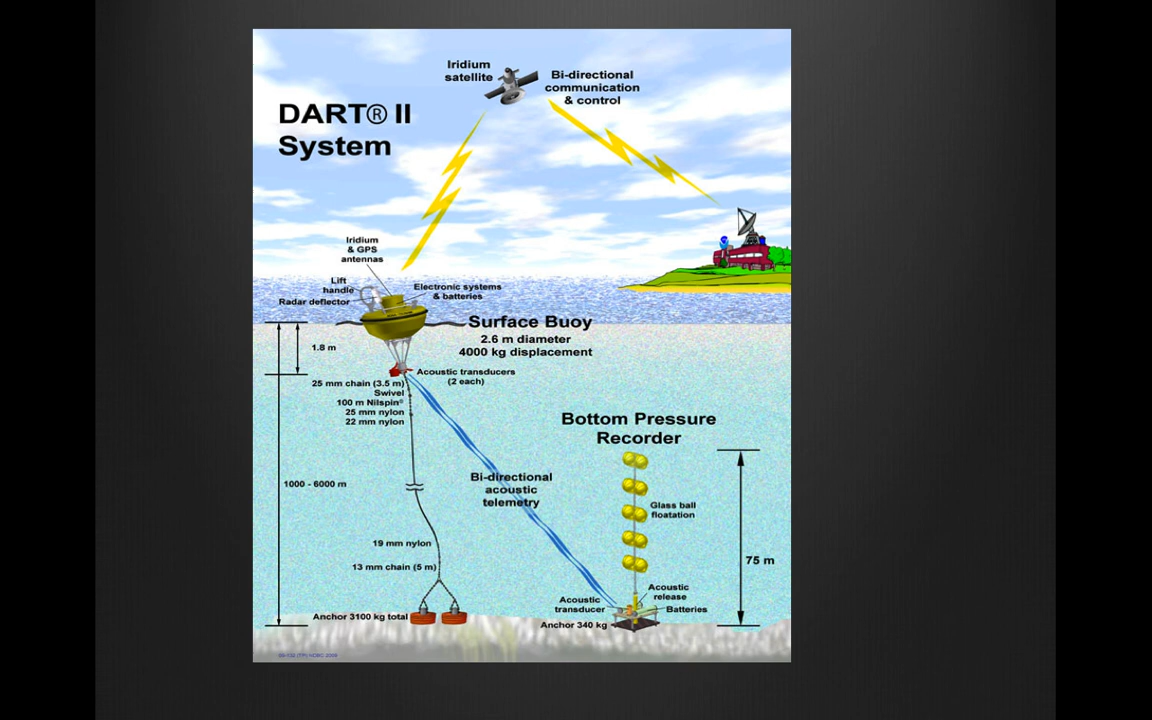 Iridium
satellite
Bi-directional
communication
& control
DART® II
System
Iridium
& GPS
antennas
Lift
handle
Radar deflector
Electronic systems
& batteries
Surface Buoy
2.6 m diameter
4000 kg displacement
1.8 m
Acoustic transducers
(2 each)
25 mm chain (3.5 m)
Swivel
100 m Nilspin®
25 mm nylon
22 mm nylon
Bottom Pressure
Recorder
Bi-directional
acoustic
telemetry
1000 - 6000 m
Glass ball
floatation
19 mm nylon
13 mm chain (5 m)
75 m
Acoustic
release
Acoustic
transducer
Batteries
Anchor 3100 kg total
Anchor 340 kg